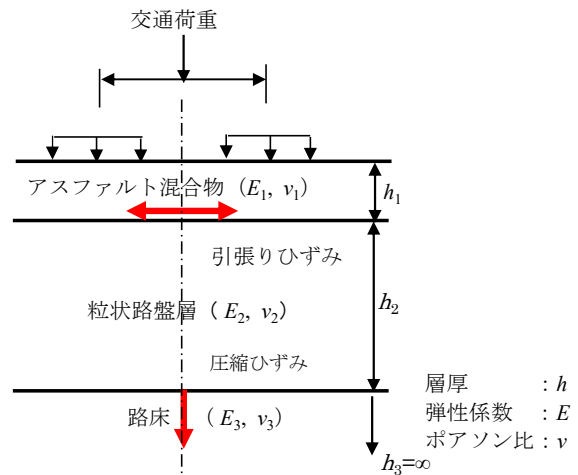 交通荷重
アスファルト混合物（E1, ν1）
h1
引張りひずみ
粒状路盤層（ E2, ν2）
h2
圧縮ひずみ
路床 （E3, ν3）
h3=∞
層厚 : h
弾性係数 : E
ポアソン比 : ν